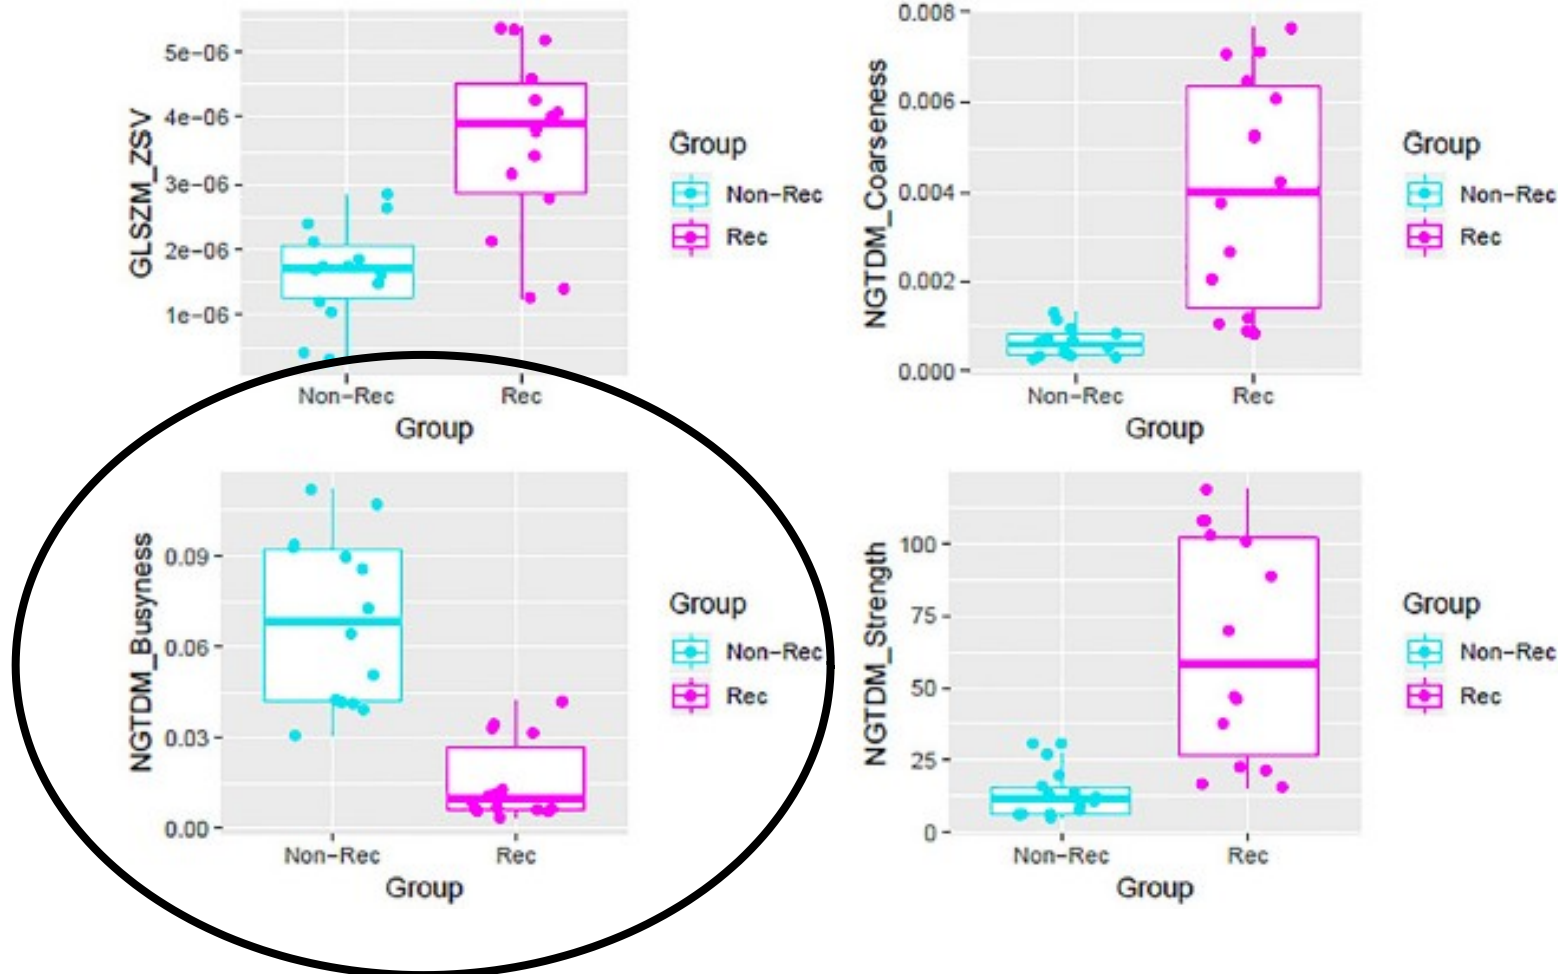 GLSZM_ZSV
5e-06
4e-06
3e-06
2e-06
1e-06
Non-Rec
Rec
Group
Group
Non-Rec
Rec
NGTDM_Coarseness
0.008
0.006
0.004
0.002
0.000
Non-Rec
Rec
Group
Group
Non-Rec
Rec
NGTDM_Busyness
0.09
0.06
0.03
0.00
Non-Rec
Rec
Group
Group
Non-Rec
Rec
NGTDM_Strength
100
75
50
25
0
Non-Rec
Rec
Group
Group
Non-Rec
Rec